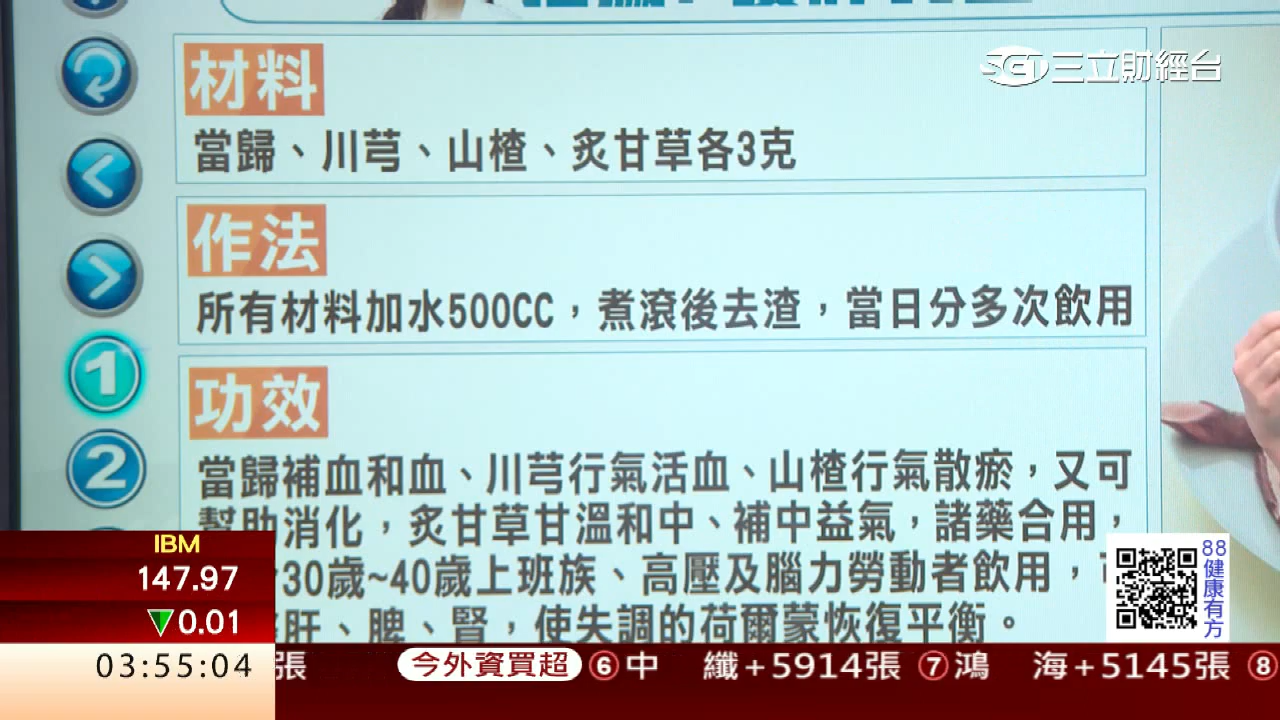 材料
SET三立財經台
當歸、川芎、山楂、炙甘草各3克
作法
所有材料加水500CC，煮滾後去渣，當日分多次飲用
功效
當歸補血和血、川芎行氣活血、山楂行氣散瘀，又可
幫助消化，炙甘草甘溫和中、補中益氣，諸藥合用，
30歲~40歲上班族、高壓及腦力勞動者飲用，
肝、脾、腎，使失調的荷爾蒙恢復平衡。
1
2
88健康有方
IBM
147.97
▼0.01
03:55:04
張 今外資買超 ⑥中 纖+5914張 ⑦鴻 海+5145張 ⑧